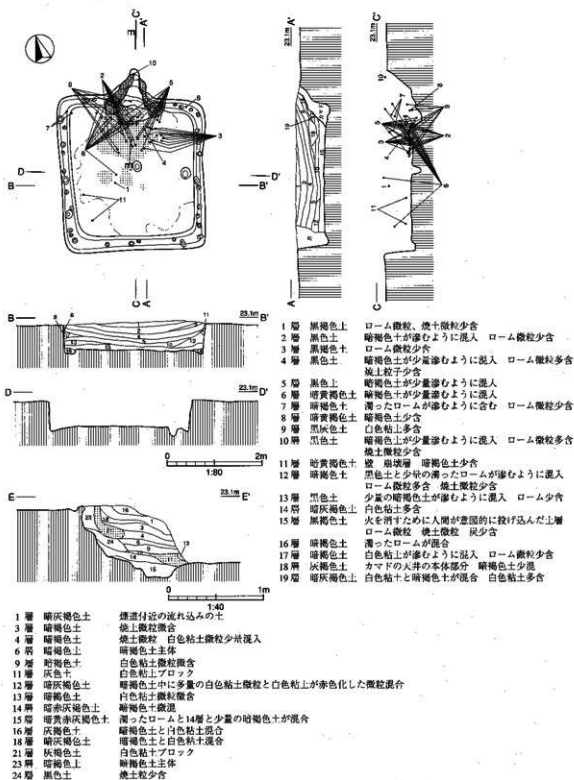 1 層 黒褐色土 ローム微粒、焼土微粒少含
2 層 黒色土 暗褐色土が滲むように混入 ローム微粒少含
3 層 黒褐色土 ローム微粒少含
4 層 黒色土 暗褐色土が少量滲むように混入 ローム微粒多含
焼土粒子少含
5 層 黒色土 暗褐色土が少量滲むように混入
6 層 暗黄褐色土 暗褐色土が少量滲むように混入
7 層 暗褐色土 濁ったロームが滲むように含む ローム微粒少含
8 層 暗黄褐色土 暗褐色土少含
9 層 黒灰色土 白色粘土多含
10層 黒色土 暗褐色土が少量滲むように混入 ローム微粒多含
焼土微粒少含
11層 暗黄褐色土 壁 崩壊層 暗褐色土少含
12層 暗褐色土 黒色土と少量の濁ったロームが滲むように混入
ローム微粒多含 焼土微粒少含
13層 黒色土 少量の暗褐色土が滲むように混入 ローム少含
14層 暗灰褐色土 白色粘土多含
15層 黒褐色土 火を消すために人間が意図的に投げ込んだ土層
ローム微粒 焼土微粒 炭少含
16層 暗褐色土 濁ったロームが混合
17層 暗褐色土 白色粘土が滲むように混入 ローム微粒少含
18層 灰褐色土 カマドの天井の本体部分 暗褐色土少混
19層 暗灰褐色土 白色粘土と暗褐色土が混合 白色粘土多含
B B'
23.1m
D D'
23.1m
0 2m
1:80
E E'
23.1m
0 1m
1:40
1 層 暗灰褐色土 煙道付近の流れ込みの土
3 層 暗褐色土 焼土微粒微含
4 層 暗褐色土 焼土微粒 白色粘土微粒少量混入
6 層 暗褐色土 暗褐色土主体
9 層 暗褐色土 白色粘土微粒微含
11層 灰色土 白色粘土ブロック
12層 暗灰褐色土 暗褐色土中に多量の白色粘土微粒と白色粘土が赤色化した微粒混合
13層 暗褐色土 白色粘土微粒微含
14層 暗赤灰褐色土 暗褐色土微混
15層 暗黄赤灰褐色土 濁ったロームと14層と少量の暗褐色土が混合
16層 灰褐色土 暗褐色土と白色粘土混合
18層 暗灰褐色土 暗褐色土と白色粘土混合
21層 灰褐色土 白色粘土ブロック
23層 暗褐色土 暗褐色土主体
24層 黒色土 焼土粒少含